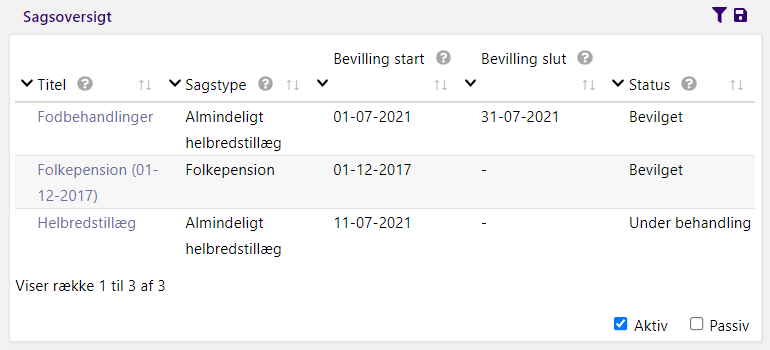 Sagsoversigt
Bevilling start Bevilling slut
Titel Sagstype Status
Fodbehandlinger Almindeligt 01-07-2021 31-07-2021 Bevilget
helbredstillæg
Folkepension (01- Folkepension 01-12-2017 - Bevilget
12-2017)
Helbredstillæg Almindeligt 11-07-2021 - Under behandling
helbredstillæg
Viser række 1 til 3 af 3
Aktiv Passiv